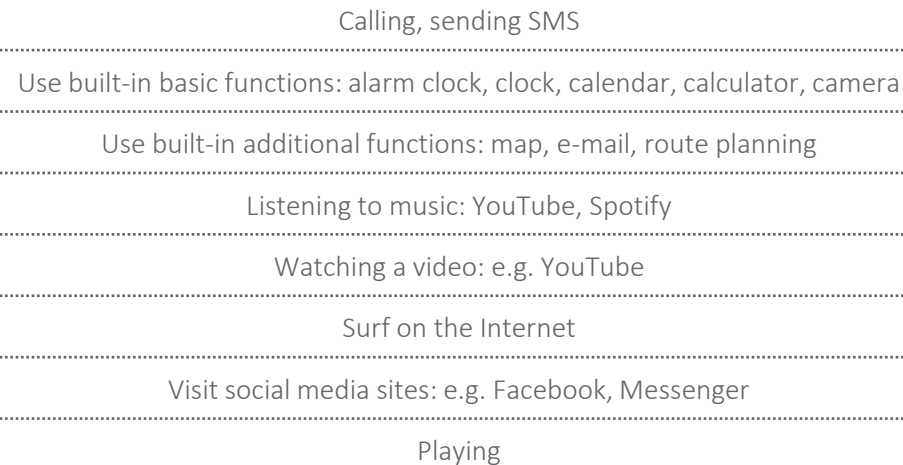 Calling, sending SMS
Use built-in basic functions: alarm clock, clock, calendar, calculator, camera
Use built-in additional functions: map, e-mail, route planning
Listening to music: YouTube, Spotify
Watching a video: e.g. YouTube
Surf on the Internet
Visit social media sites: e.g. Facebook, Messenger
Playing